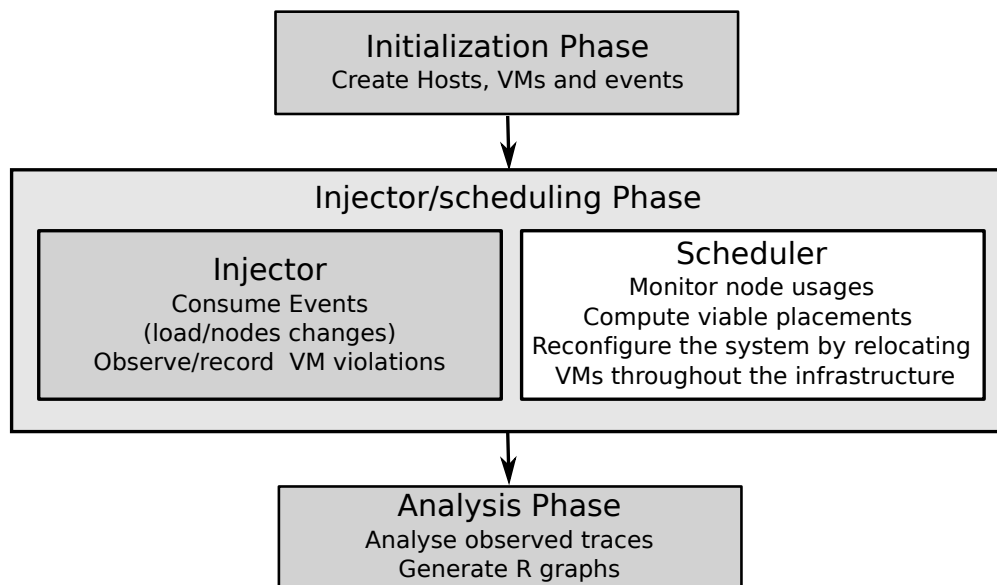 Initialization Phase
Create Hosts, VMs and events
Injector/scheduling Phase
Injector
Consume Events
(load/nodes changes)
Observe/record  VM violations
Scheduler
Monitor node usages
Compute viable placements
Reconfigure the system by relocating
VMs throughout the infrastructure
Analysis Phase
Analyse observed traces
Generate R graphs